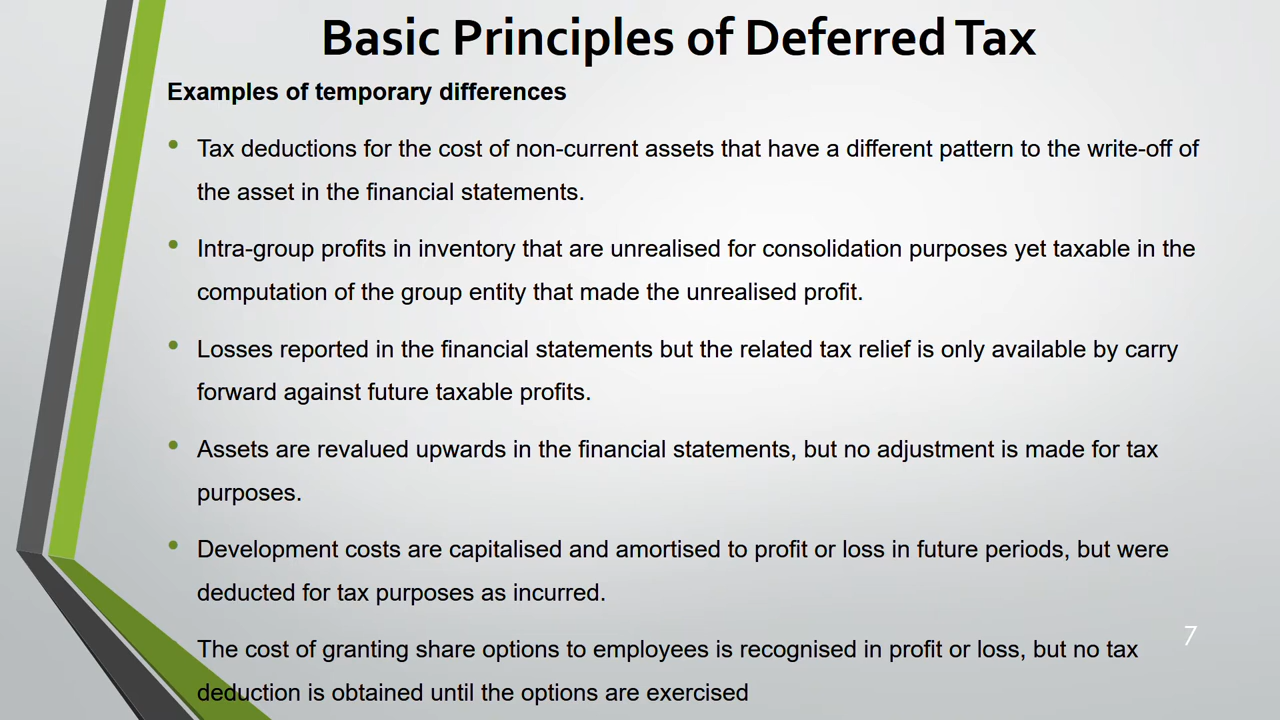 Basic Principles of Deferred Tax
Examples of temporary differences
• Tax deductions for the cost of non-current assets that have a different pattern to the write-off of
the asset in the financial statements.
• Intra-group profits in inventory that are unrealised for consolidation purposes yet taxable in the
computation of the group entity that made the unrealised profit.
• Losses reported in the financial statements but the related tax relief is only available by carry
forward against future taxable profits.
• Assets are revalued upwards in the financial statements, but no adjustment is made for tax
purposes.
• Development costs are capitalised and amortised to profit or loss in future periods, but were
deducted for tax purposes as incurred.
7
The cost of granting share options to employees is recognised in profit or loss, but no tax
deduction is obtained until the options are exercised